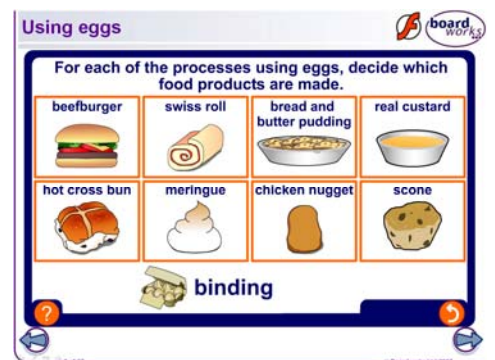 Using eggs
board
works
For each of the processes using eggs, decide which
food products are made.
beefburger
swiss roll
bread and
butter pudding
real custard
hot cross bun
meringue
chicken nugget
scone
binding
?